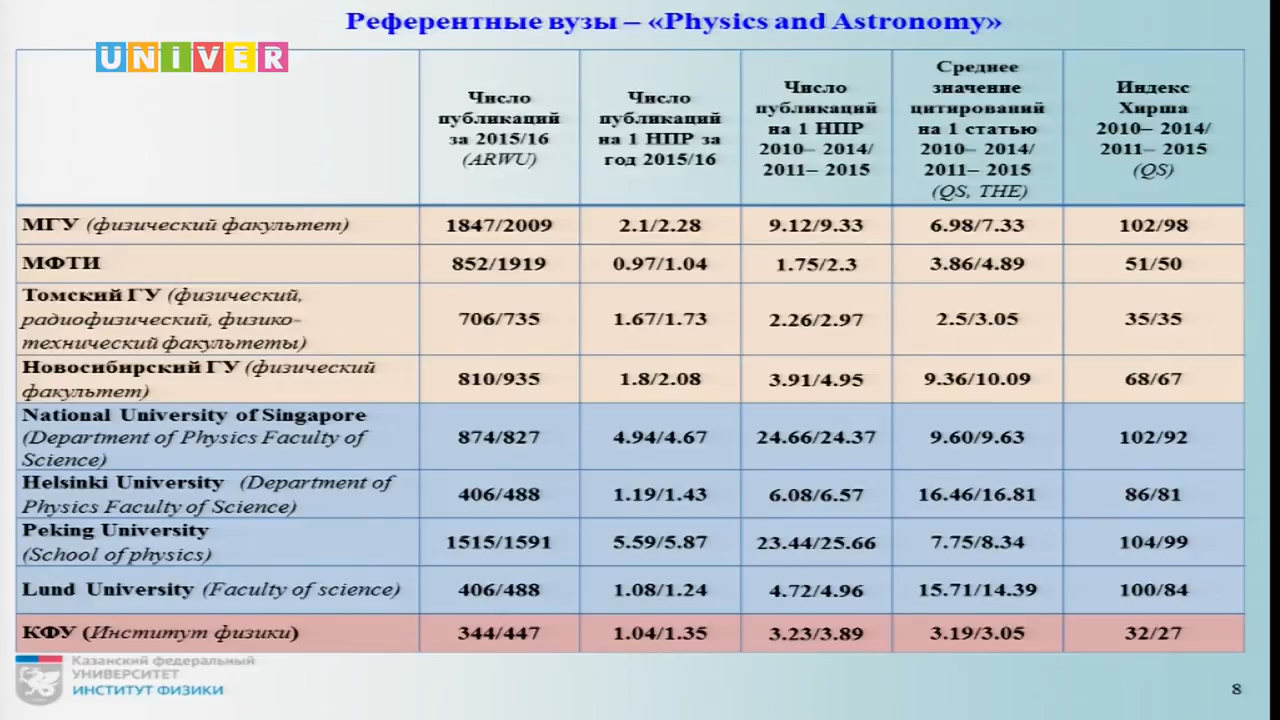 Референтные вузы – «Physics and Astronomy»
UNIVER
Число
публикаций
за 2015/16
(ARWU)
Число
публикаций
на 1 НПР за
год 2015/16
Число
публикаций
на 1 НПР
2010– 2014/
2011– 2015
Среднее
значение
цитирований
на 1 статью
2010– 2014/
2011– 2015
(QS, THE)
Индекс
Хирша
2010– 2014/
2011– 2015
(QS)
МГУ (физический факультет) 1847/2009 2.1/2.28 9.12/9.33 6.98/7.33 102/98
МФТИ 852/1919 0.97/1.04 1.75/2.3 3.86/4.89 51/50
Томский ГУ (физический,
радиофизический, физико-
технический факультеты)
706/735 1.67/1.73 2.26/2.97 2.5/3.05 35/35
Новосибирский ГУ (физический
факультет)
810/935 1.8/2.08 3.91/4.95 9.36/10.09 68/67
National University of Singapore
(Department of Physics Faculty of
Science)
874/827 4.94/4.67 24.66/24.37 9.60/9.63 102/92
Helsinki University (Department of
Physics Faculty of Science)
406/488 1.19/1.43 6.08/6.57 16.46/16.81 86/81
Peking University
(School of physics)
1515/1591 5.59/5.87 23.44/25.66 7.75/8.34 104/99
Lund University (Faculty of science) 406/488 1.08/1.24 4.72/4.96 15.71/14.39 100/84
КФУ (Институт физики) 344/447 1.04/1.35 3.23/3.89 3.19/3.05 32/27
Казанский федеральный
УНИВЕРСИТЕТ
ИНСТИТУТ ФИЗИКИ
8